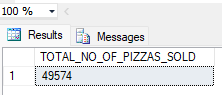 100 %
Results Messages
TOTAL_NO_OF_PIZZAS_SOLD
1 49574